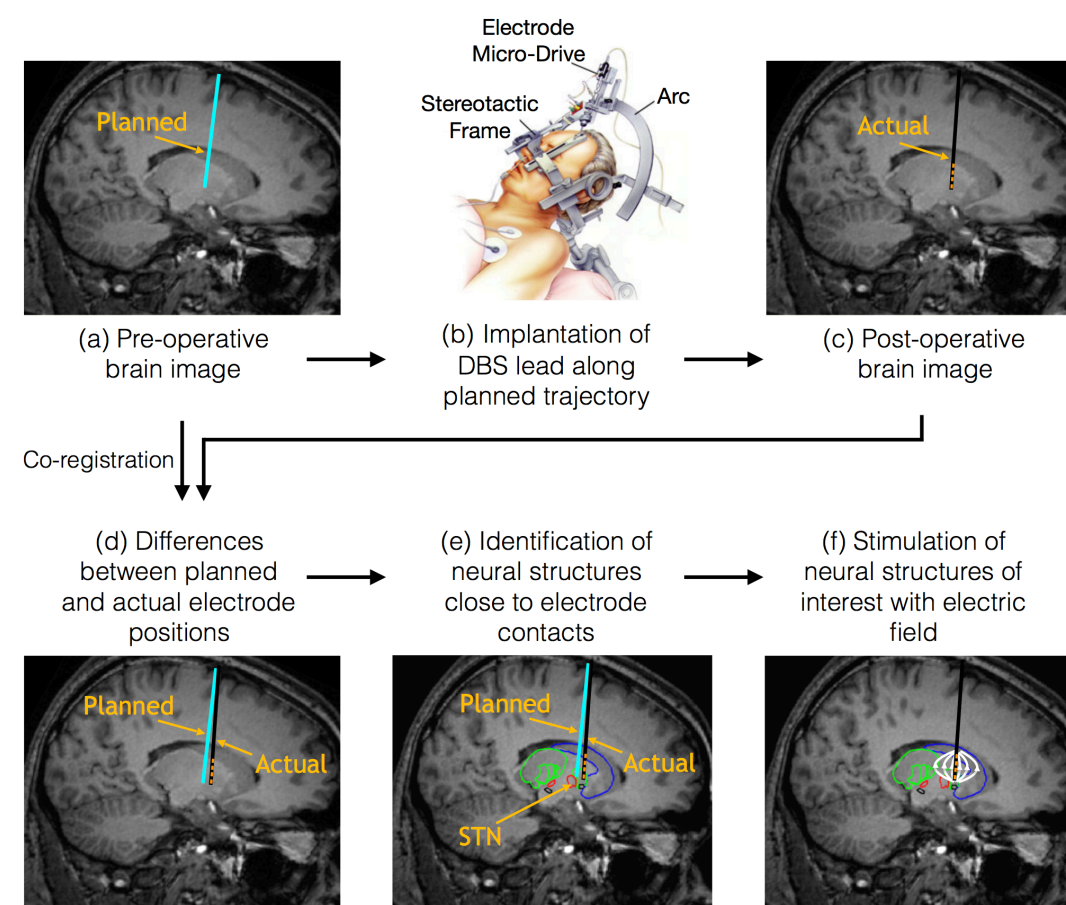 Electrode
Micro-Drive
Stereotactic
Frame
Arc
Planned
Actual
(a) Pre-operative
brain image
(b) Implantation of
DBS lead along
planned trajectory
(c) Post-operative
brain image
Co-registration
(d) Differences
between planned
and actual electrode
positions
(e) Identification of
neural structures
close to electrode
contacts
(f) Stimulation of
neural structures of
interest with electric
field
Planned
Actual
Planned
Actual
STN